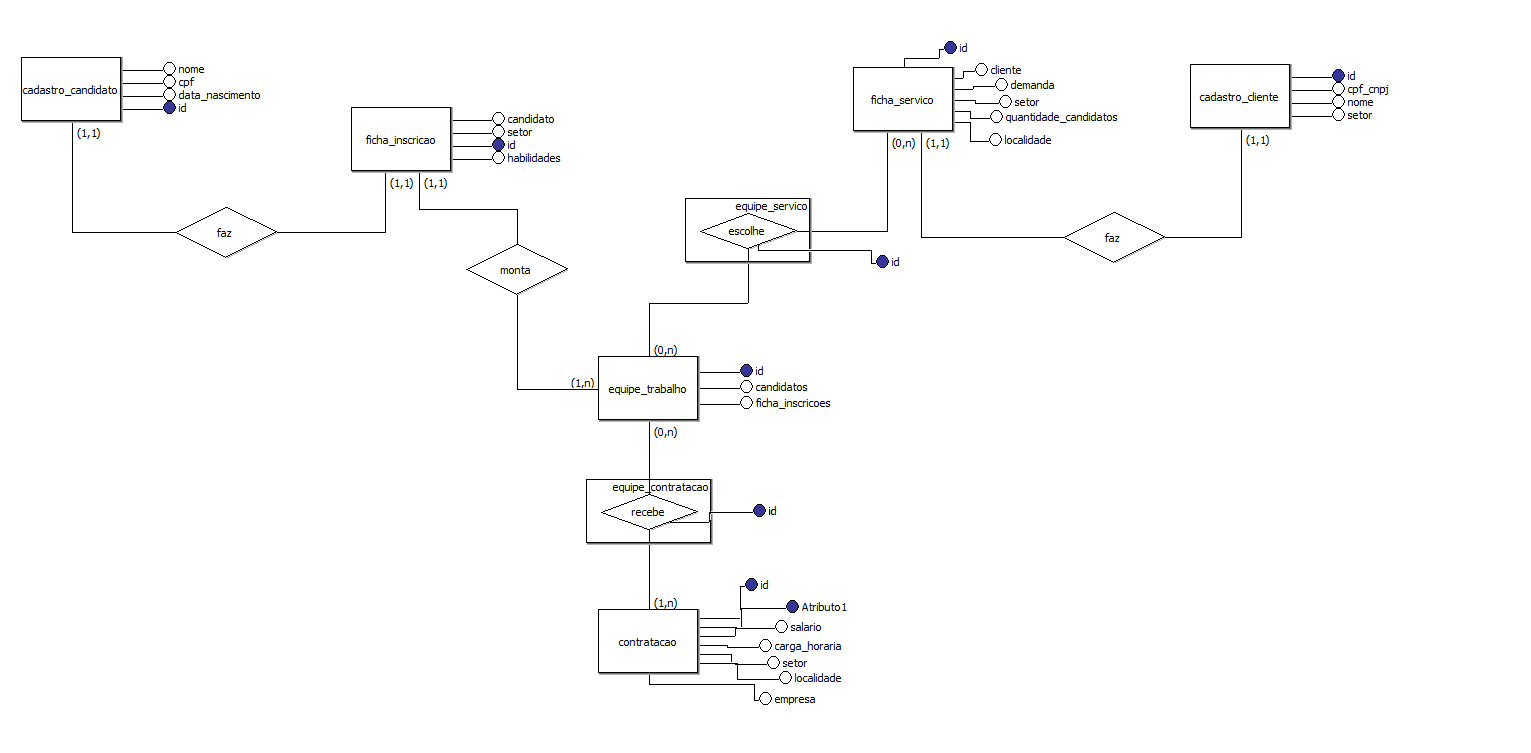 cadastro_candidato
nome
cpf
data_nascimento
id
(1,1)
ficha_inscricao
candidato
setor
id
habilidades
(1,1)
(1,1)
faz
monta
id
ficha_servico
cliente
demanda
setor
quantidade_candidatos
localidade
(0,n)
(1,1)
cadastro_cliente
id
cpf_cnpj
nome
setor
(1,1)
equipe_servico
escolhe
id
faz
(0,n)
(1,n)
equipe_trabalho
id
candidatos
ficha_inscricoes
(0,n)
equipe_contratacao
recebe
id
(1,n)
contratacao
id
Atributo1
salario
carga_horaria
setor
localidade
empresa